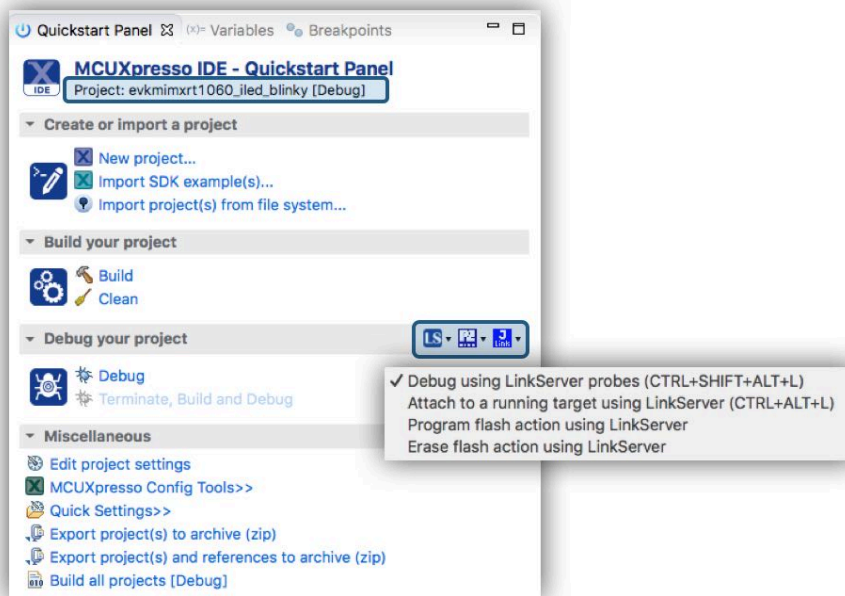 Quickstart Panel (x)= Variables Breakpoints
MCUXpresso IDE - Quickstart Panel
IDE
Project: evkmimxrt1060_iled_blinky [Debug]
Create or import a project
New project...
Import SDK example(s)...
Import project(s) from file system...
Build your project
Build
Clean
Debug your project
LS
Link
Debug
Terminate, Build and Debug
✓ Debug using LinkServer probes (CTRL+SHIFT+ALT+L)
Attach to a running target using LinkServer (CTRL+ALT+L)
Program flash action using LinkServer
Erase flash action using LinkServer
Miscellaneous
Edit project settings
MCUXpresso Config Tools>>
Quick Settings>>
Export project(s) to archive (zip)
Export project(s) and references to archive (zip)
010 Build all projects [Debug]